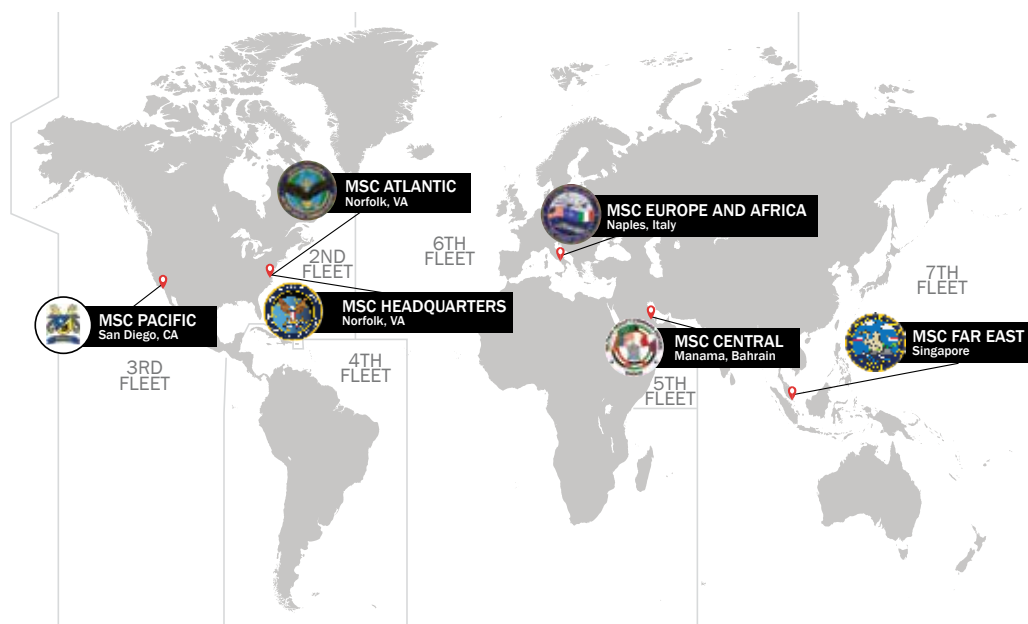 MSC ATLANTIC
Norfolk, VA
MSC EUROPE AND AFRICA
Naples, Italy
6TH
FLEET
2ND
FLEET
7TH
FLEET
MSC HEADQUARTERS
Norfolk, VA
MSC PACIFIC
San Diego, CA
MSC CENTRAL
Manama, Bahrain
MSC FAR EAST
Singapore
3RD
FLEET
4TH
FLEET
5TH
FLEET